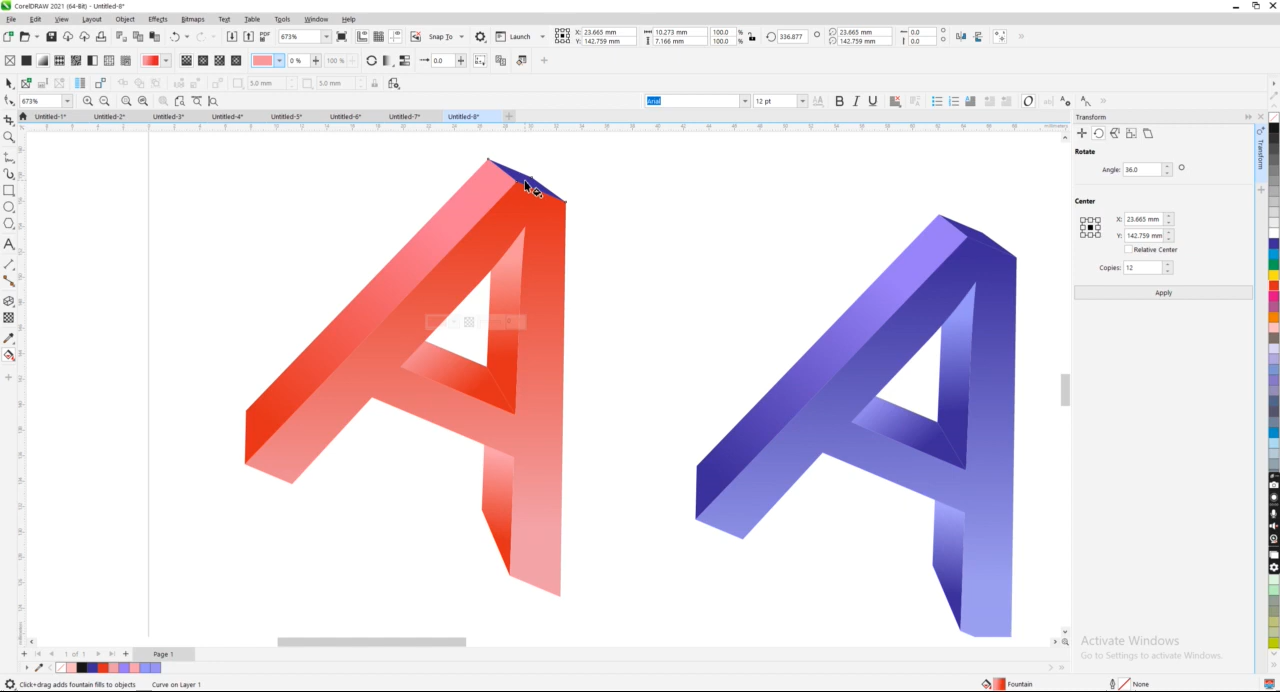 CorelDRAW 2021 (64-Bit) - Untitled-8*
File Edit View Layout Object Effects Bitmaps Text Table Tools Window Help
PDF 673% Snap To Launch X: 23.665 mm Y: 142.759 mm 10.273 mm 7.166 mm 100.0 % 100.0 % 336.877 23.665 mm 142.759 mm 0.0 0.0
0 % 100 % 0.0
5.0 mm 5.0 mm
673% Arial 12 pt B I U
Untitled-1* Untitled-2* Untitled-3* Untitled-4* Untitled-5* Untitled-6* Untitled-7* Untitled-8*
millimeters
Transform
Rotate
Angle: 36.0
Center
X: 23.665 mm
Y: 142.759 mm
Relative Center
Copies: 12
Apply
Transform
Activate Windows
Go to Settings to activate Windows.
1 of 1 Page 1
Click+drag adds fountain fills to objects Curve on Layer 1 Fountain None